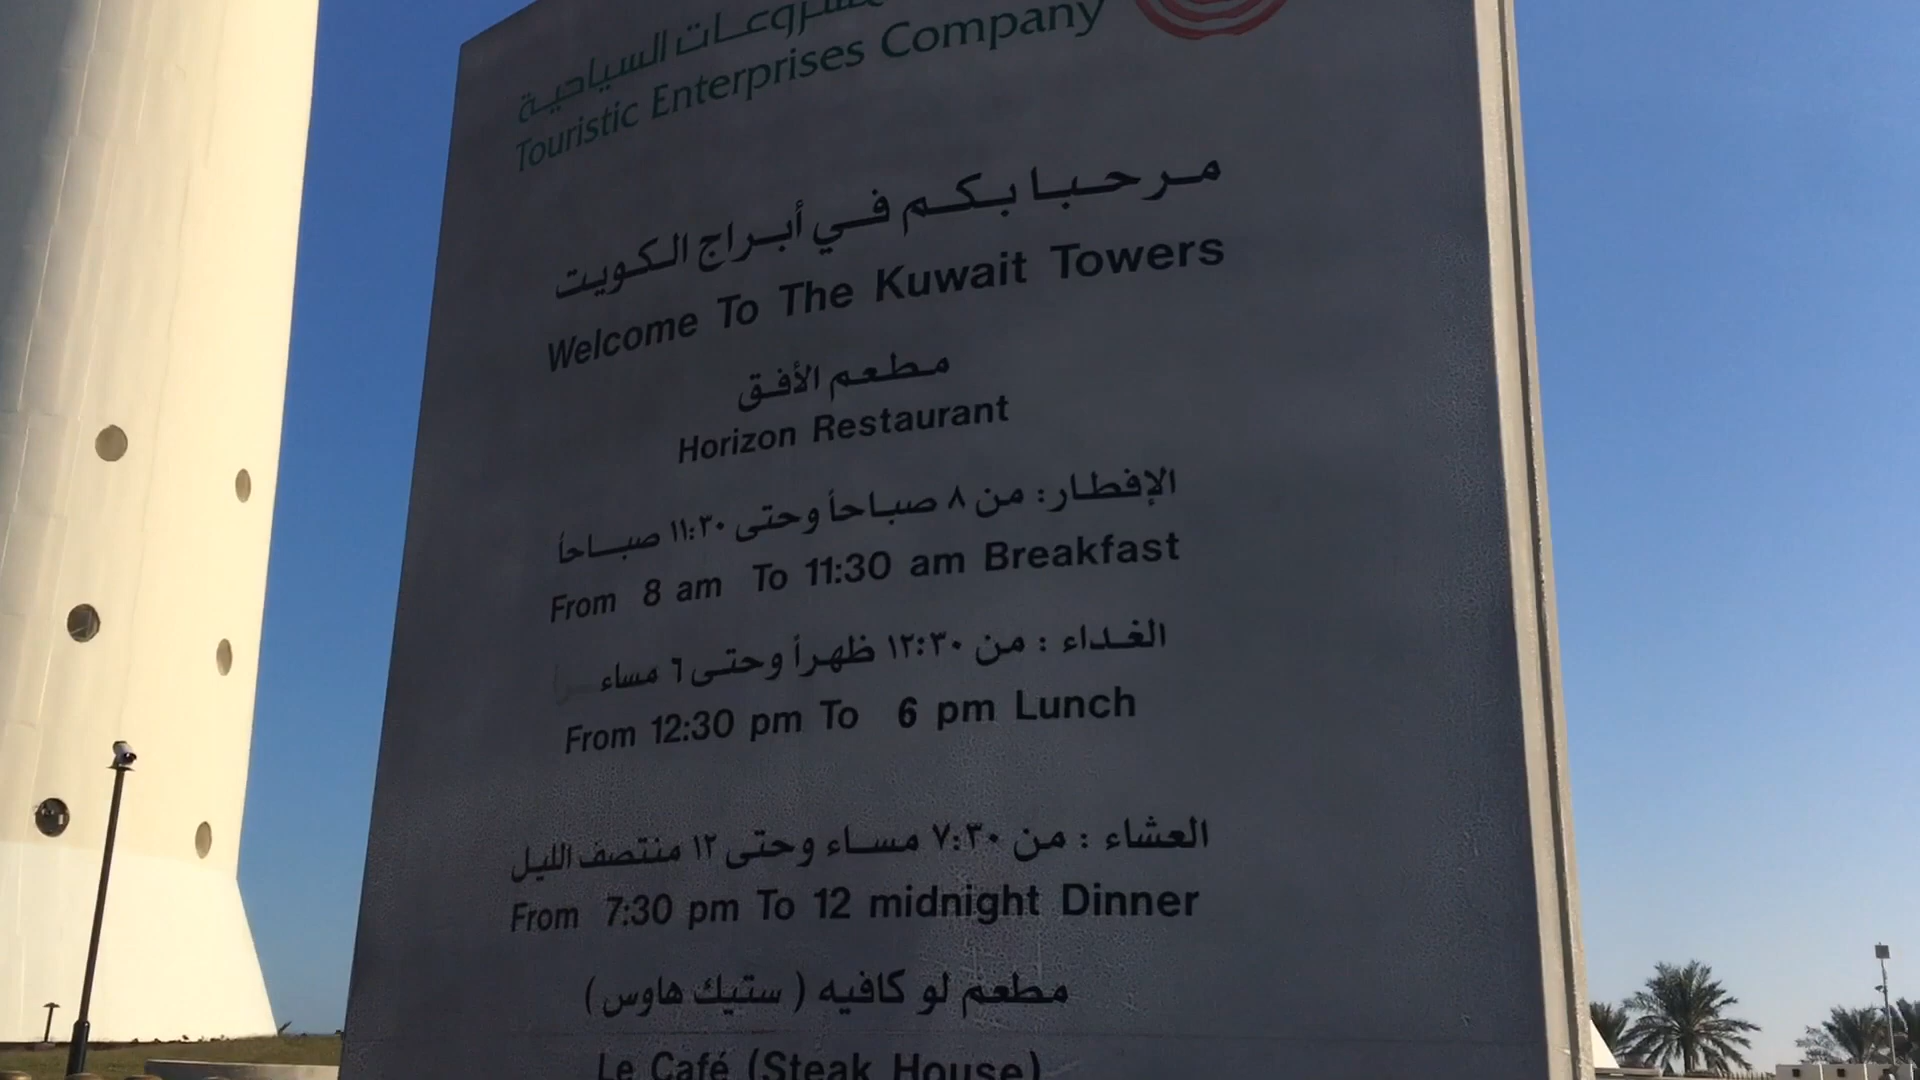 السياحية
Touristic Enterprises Company
مرحبا بكم في أبراج الكويت
Welcome To The Kuwait Towers
مطعم الأفق
Horizon Restaurant
الإفطار: من ٨ صباحاً وحتى ١١:٣٠ صباحاً
From 8 am To 11:30 am Breakfast
الغداء : من ١٢:٣٠ ظهراً وحتى ٦ مساء
From 12:30 pm To 6 pm Lunch
العشاء : من ٧:٣٠ مساء وحتى ١٢ منتصف الليل
From 7:30 pm To 12 midnight Dinner
مطعم لو كافيه ( ستيك هاوس )
Le Café (Steak House)